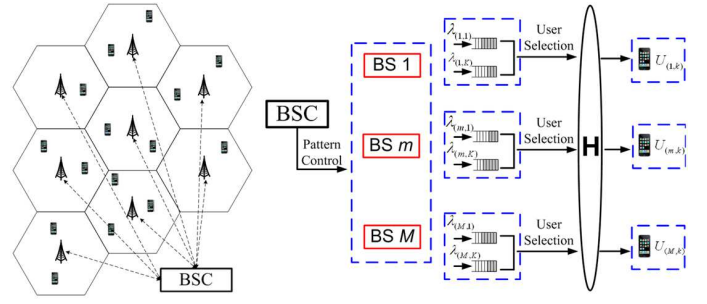 BSC
BSC
Pattern
Control
BS 1
BS m
BS M
λ(1,1)
λ(1,K)
User
Selection
λ(m,1)
λ(m,K)
User
Selection
λ(M,1)
λ(M,K)
User
Selection
H
U(1,k)
U(m,k)
U(M,k)